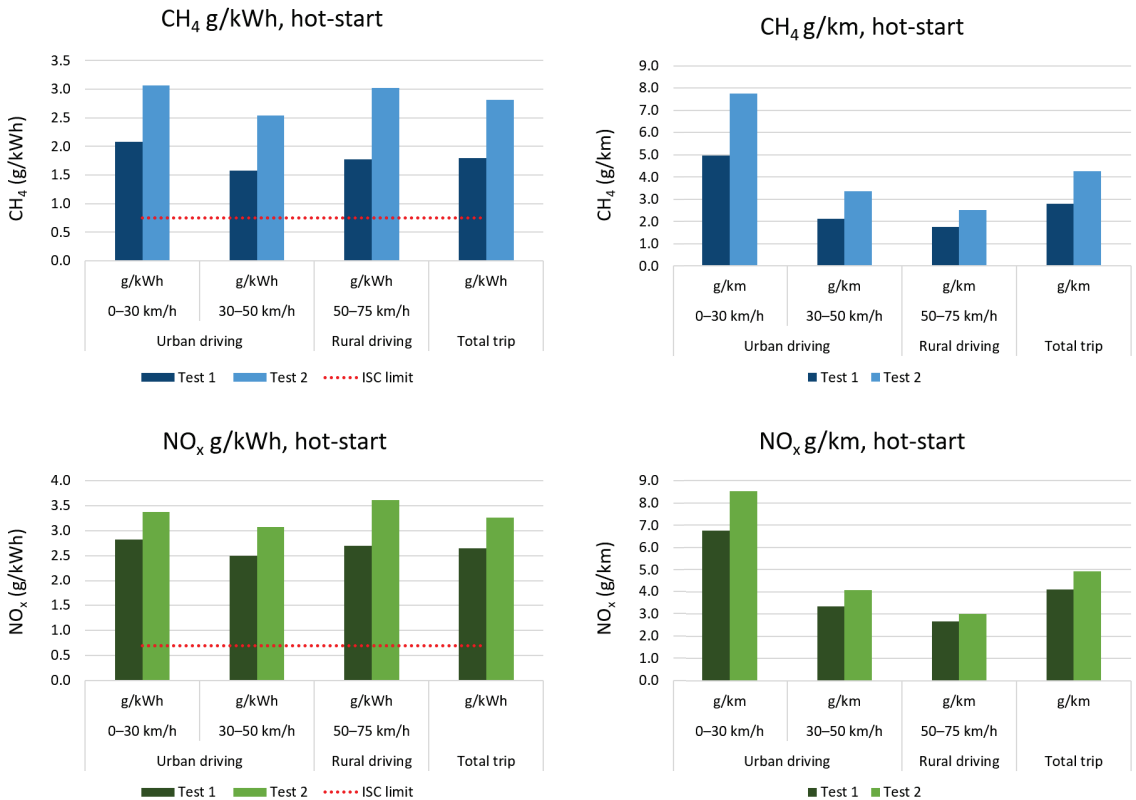 CH₄ g/kWh, hot-start
CH₄ (g/kWh)
3.5
3.0
2.5
2.0
1.5
1.0
0.5
0.0
g/kWh g/kWh g/kWh g/kWh
0–30 km/h 30–50 km/h 50–75 km/h
Urban driving Rural driving Total trip
Test 1 Test 2 ISC limit
CH₄ g/km, hot-start
CH₄ (g/km)
9.0
8.0
7.0
6.0
5.0
4.0
3.0
2.0
1.0
0.0
g/km g/km g/km g/km
0–30 km/h 30–50 km/h 50–75 km/h
Urban driving Rural driving Total trip
Test 1 Test 2
NOₓ g/kWh, hot-start
NOₓ (g/kWh)
4.0
3.5
3.0
2.5
2.0
1.5
1.0
0.5
0.0
g/kWh g/kWh g/kWh g/kWh
0–30 km/h 30–50 km/h 50–75 km/h
Urban driving Rural driving Total trip
Test 1 Test 2 ISC limit
NOₓ g/km, hot-start
NOₓ (g/km)
9.0
8.0
7.0
6.0
5.0
4.0
3.0
2.0
1.0
0.0
g/km g/km g/km g/km
0–30 km/h 30–50 km/h 50–75 km/h
Urban driving Rural driving Total trip
Test 1 Test 2